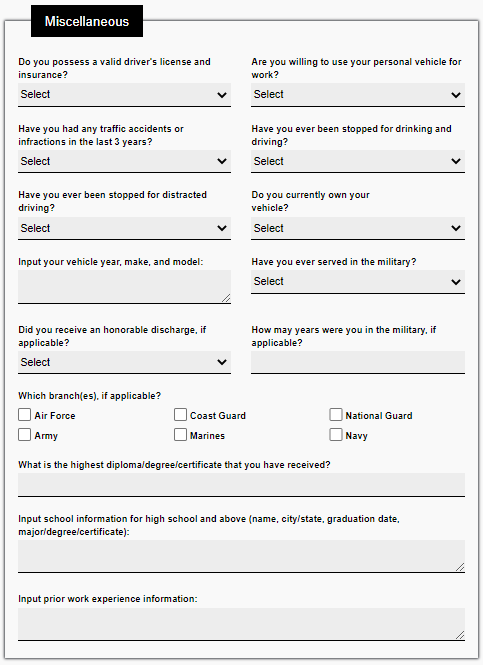 Miscellaneous
Do you possess a valid driver's license and
insurance?
Select
Are you willing to use your personal vehicle for
work?
Select
Have you had any traffic accidents or
infractions in the last 3 years?
Select
Have you ever been stopped for drinking and
driving?
Select
Have you ever been stopped for distracted
driving?
Select
Do you currently own your
vehicle?
Select
Input your vehicle year, make, and model:
Have you ever served in the military?
Select
Did you receive an honorable discharge, if
applicable?
Select
How may years were you in the military, if
applicable?
Which branch(es), if applicable?
Air Force
Coast Guard
National Guard
Army
Marines
Navy
What is the highest diploma/degree/certificate that you have received?
Input school information for high school and above (name, city/state, graduation date,
major/degree/certificate):
Input prior work experience information: